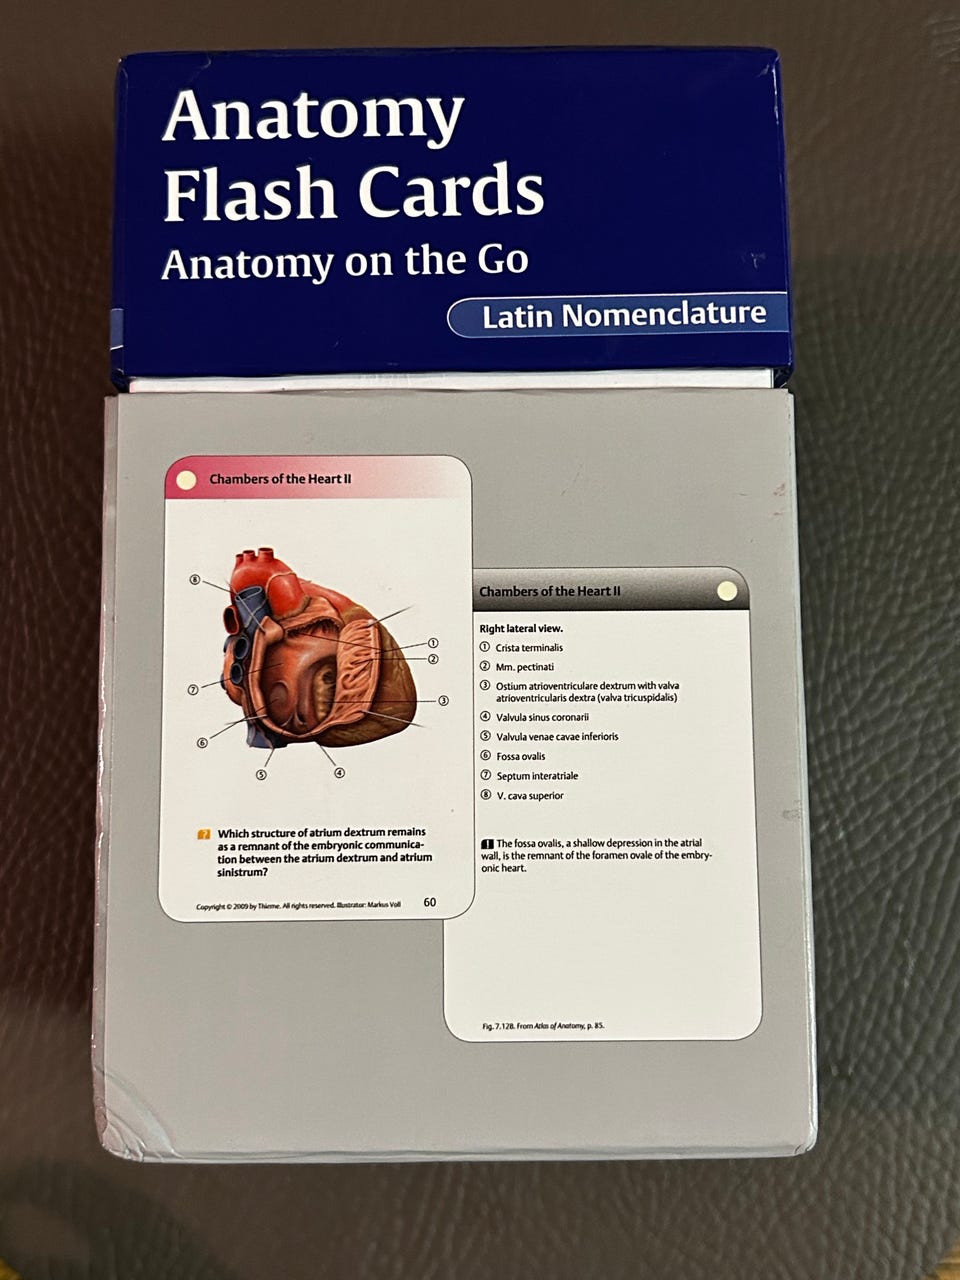 Anatomy
Flash Cards
Anatomy on the Go
Latin Nomenclature
Chambers of the Heart II
8
1
2
3
7
6
5
4
? Which structure of atrium dextrum remains
as a remnant of the embryonic communica-
tion between the atrium dextrum and atrium
sinistrum?
Copyright © 2009 by Thieme. All rights reserved. Illustrator: Markus Voll
60
Chambers of the Heart II
Right lateral view.
① Crista terminalis
② Mm. pectinati
③ Ostium atrioventriculare dextrum with valva
atrioventricularis dextra (valva tricuspidalis)
④ Valvula sinus coronarii
⑤ Valvula venae cavae inferioris
⑥ Fossa ovalis
⑦ Septum interatriale
⑧ V. cava superior
! The fossa ovalis, a shallow depression in the atrial
wall, is the remnant of the foramen ovale of the embry-
onic heart.
Fig. 7.12B. From Atlas of Anatomy, p. 85.